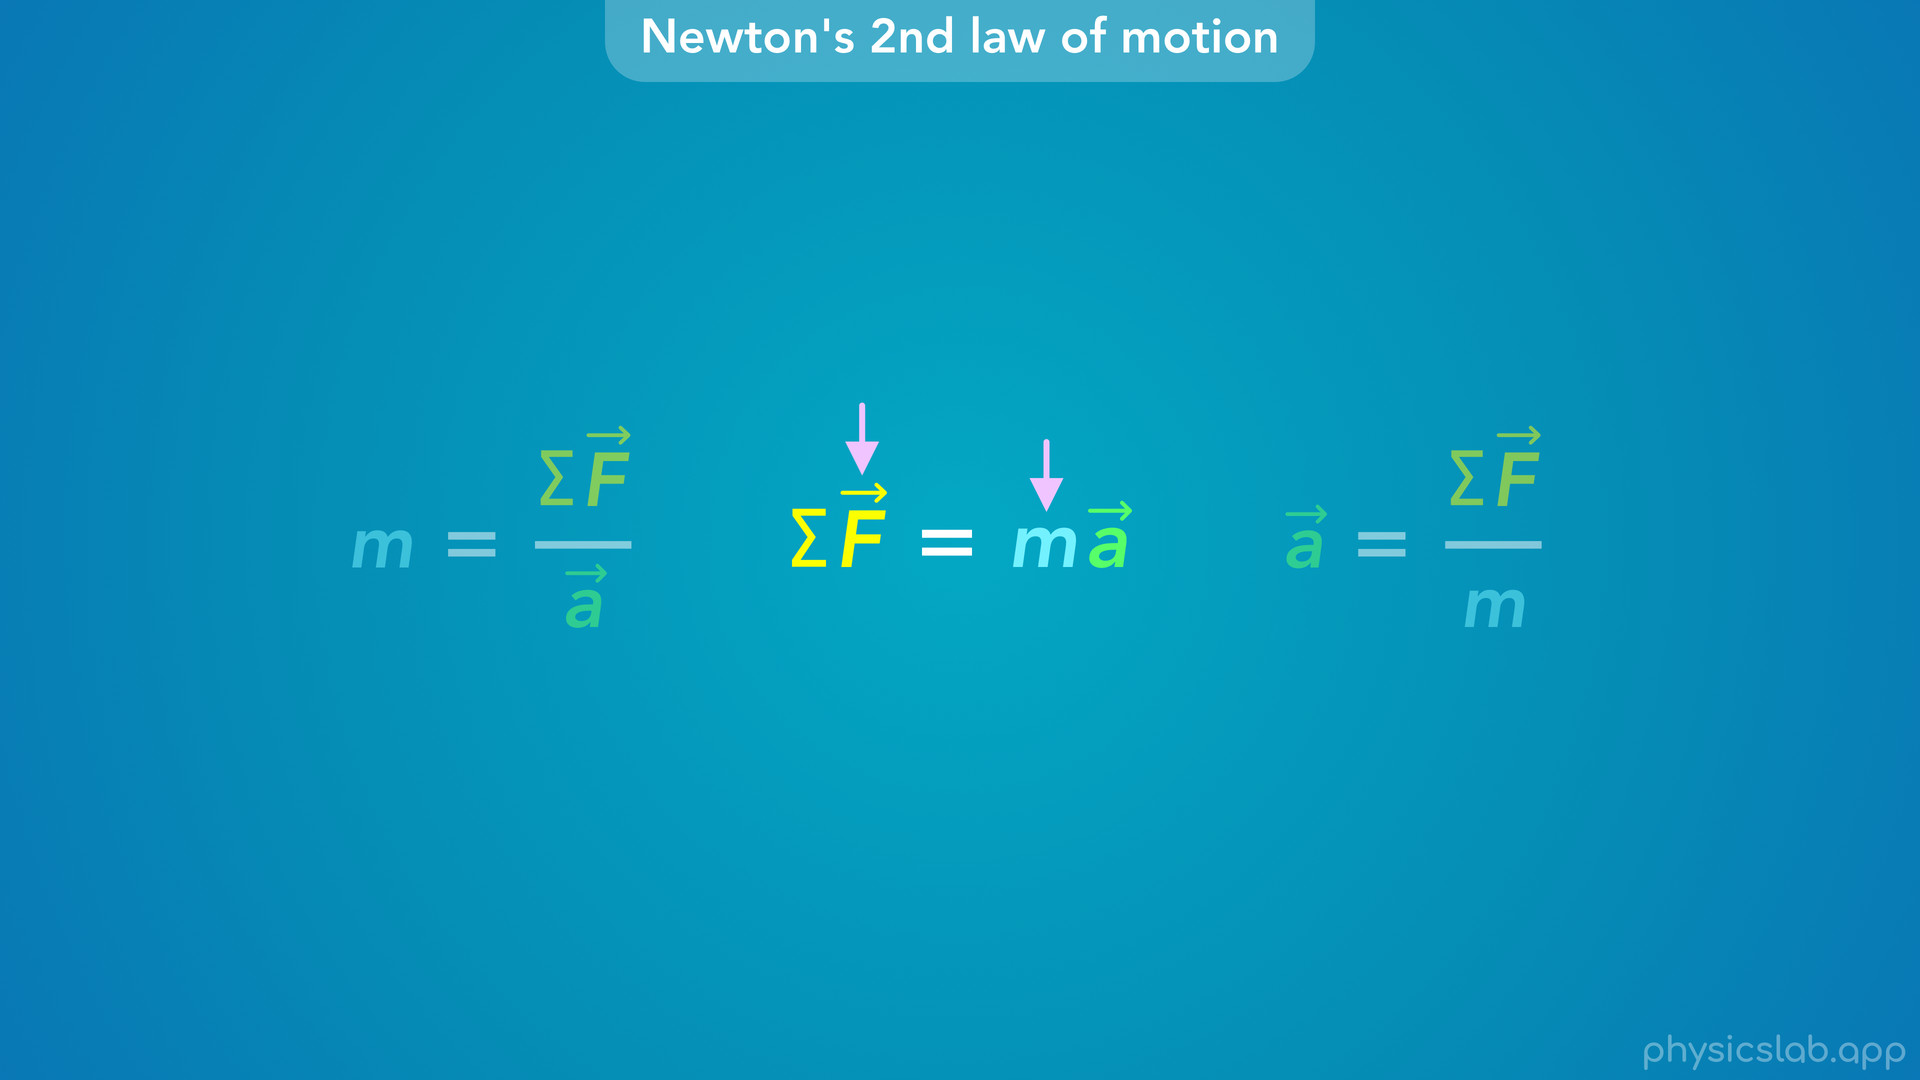 Newton's 2nd law of motion
m = ΣF⃗ / a⃗
ΣF⃗ = ma⃗
a⃗ = ΣF⃗ / m
physicslab.app